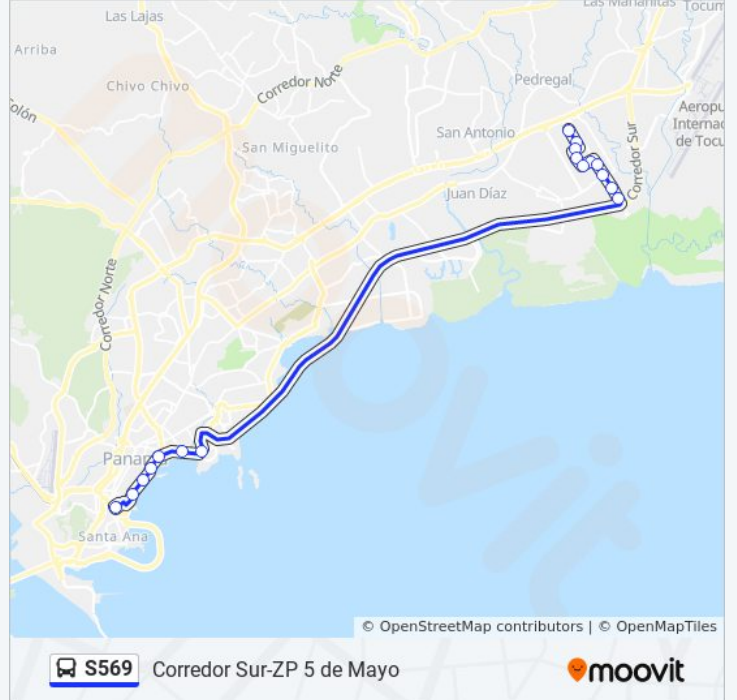 Las Mañanitas
Tocum
Las Lajas
Arriba
Corredor Norte
Pedregal
Chivo Chivo
Colón
Aeropu
Internac
de Tocu
San Antonio
Corredor Sur
San Miguelito
Juan Díaz
Corredor Norte
Panamá
Santa Ana
© OpenStreetMap contributors | © OpenMapTiles
S569 Corredor Sur-ZP 5 de Mayo
moovit